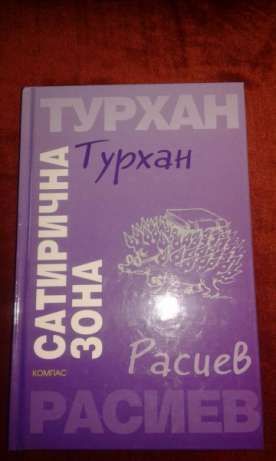 ТУРХАН
Турхан
САТИРИЧНА
ЗОНА
Расиев
КОМПАС
РАСИЕВ